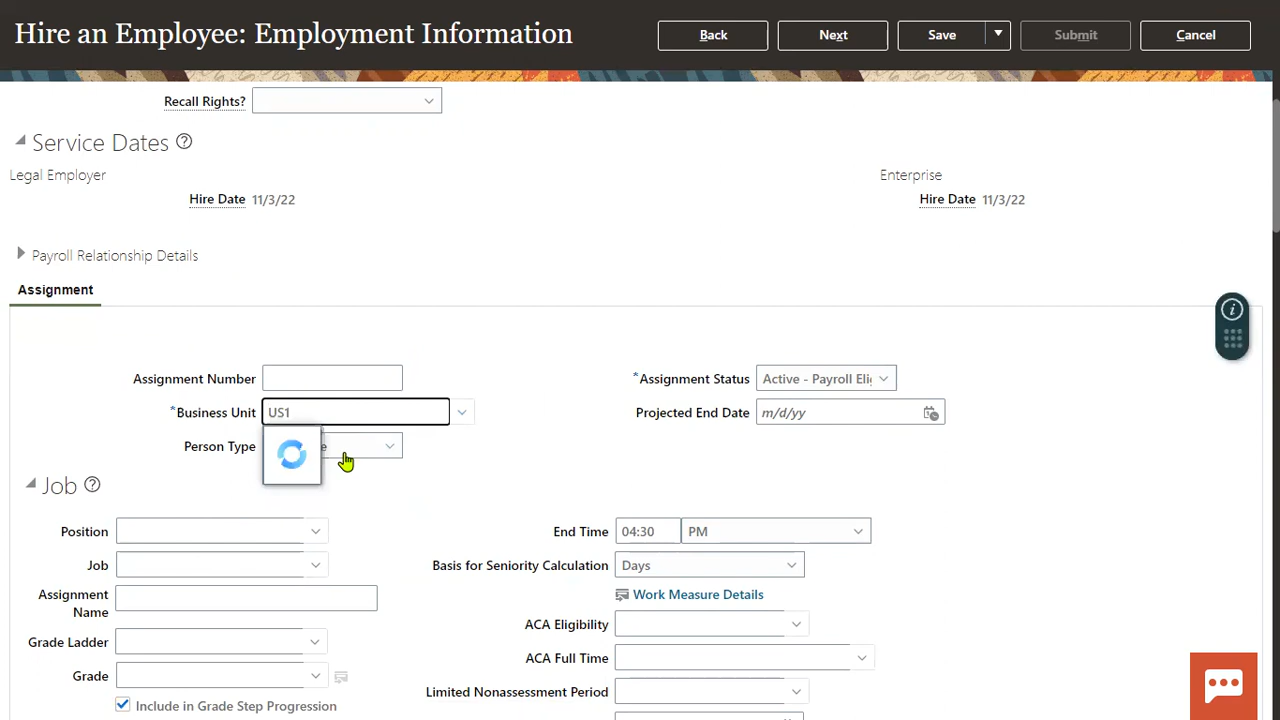 Hire an Employee: Employment Information
Back
Next
Save
Submit
Cancel
Recall Rights?
Service Dates
Legal Employer
Enterprise
Hire Date 11/3/22
Hire Date 11/3/22
Payroll Relationship Details
Assignment
Assignment Number
*Assignment Status Active - Payroll Eli
*Business Unit US1
Projected End Date m/d/yy
Person Type
Job
Position
End Time 04:30 PM
Job
Basis for Seniority Calculation Days
Assignment
Name
Work Measure Details
ACA Eligibility
Grade Ladder
ACA Full Time
Grade
Limited Nonassessment Period
Include in Grade Step Progression